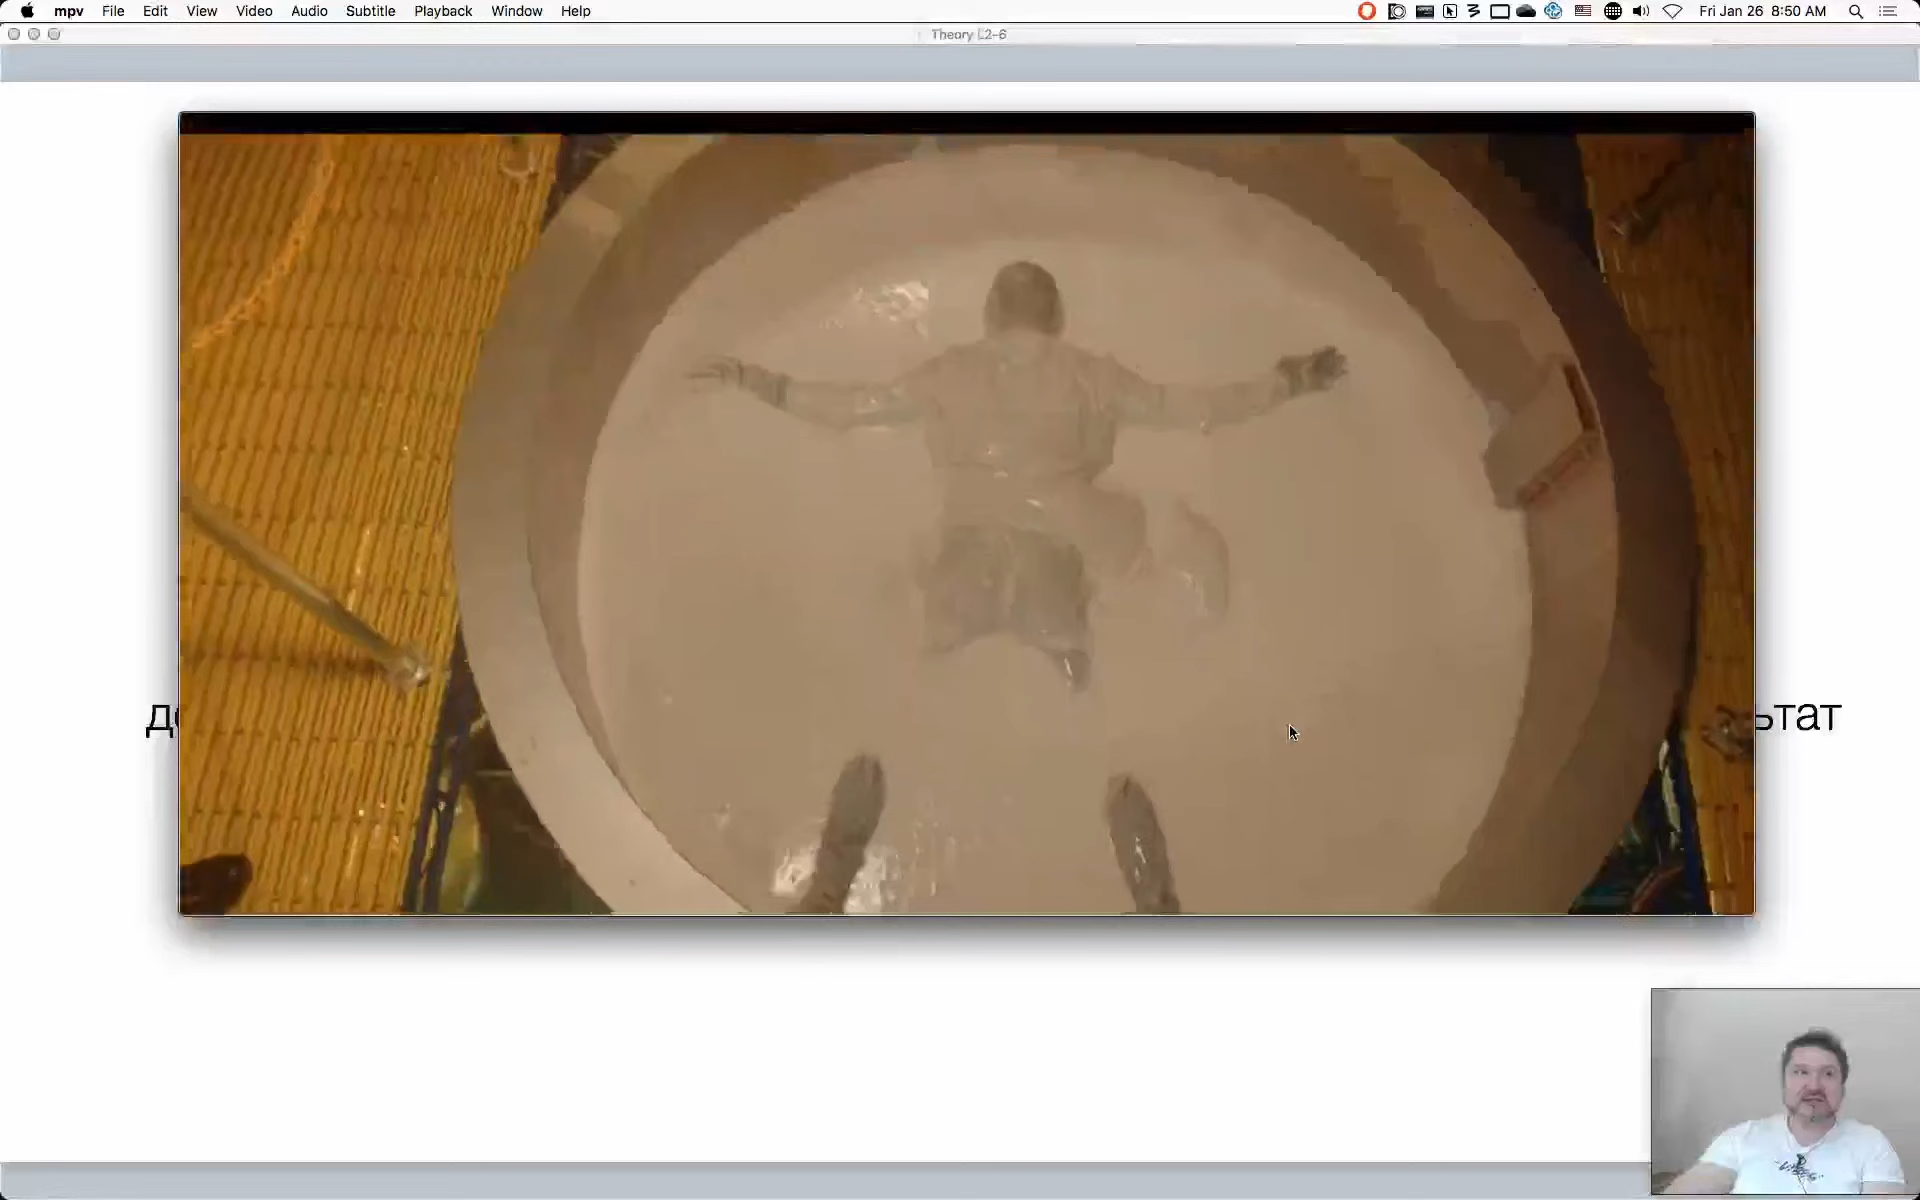 mpv File Edit View Video Audio Subtitle Playback Window Help Fri Jan 26 8:50 AM
Theory L2-6
ьтат